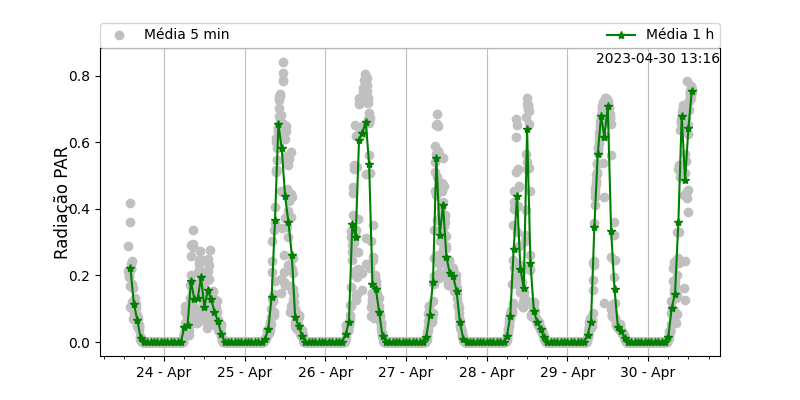 Média 5 min
Média 1 h
2023-04-30 13:16
Radiação PAR
0.8
0.6
0.4
0.2
0.0
24 - Apr
25 - Apr
26 - Apr
27 - Apr
28 - Apr
29 - Apr
30 - Apr